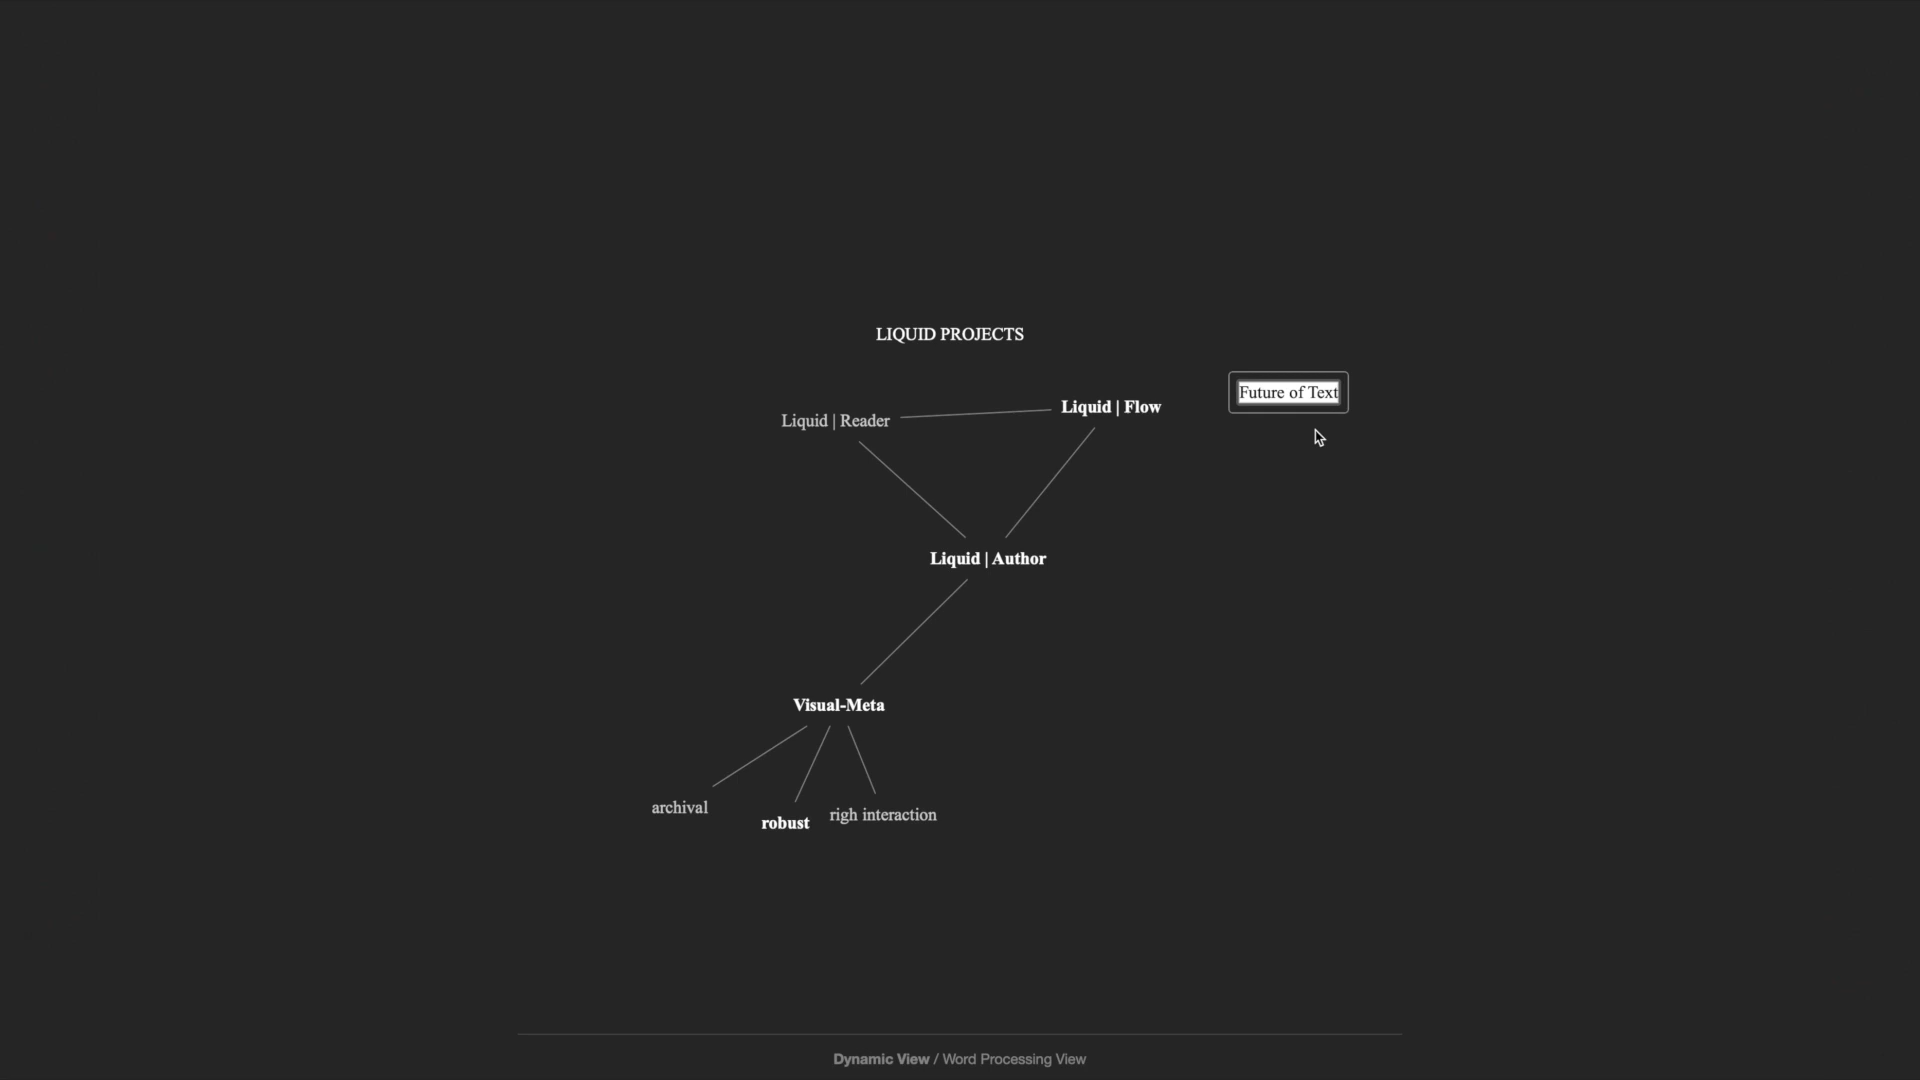 LIQUID PROJECTS
Future of Text
Liquid | Reader
Liquid | Flow
Liquid | Author
Visual-Meta
archival
robust
righ interaction
Dynamic View / Word Processing View